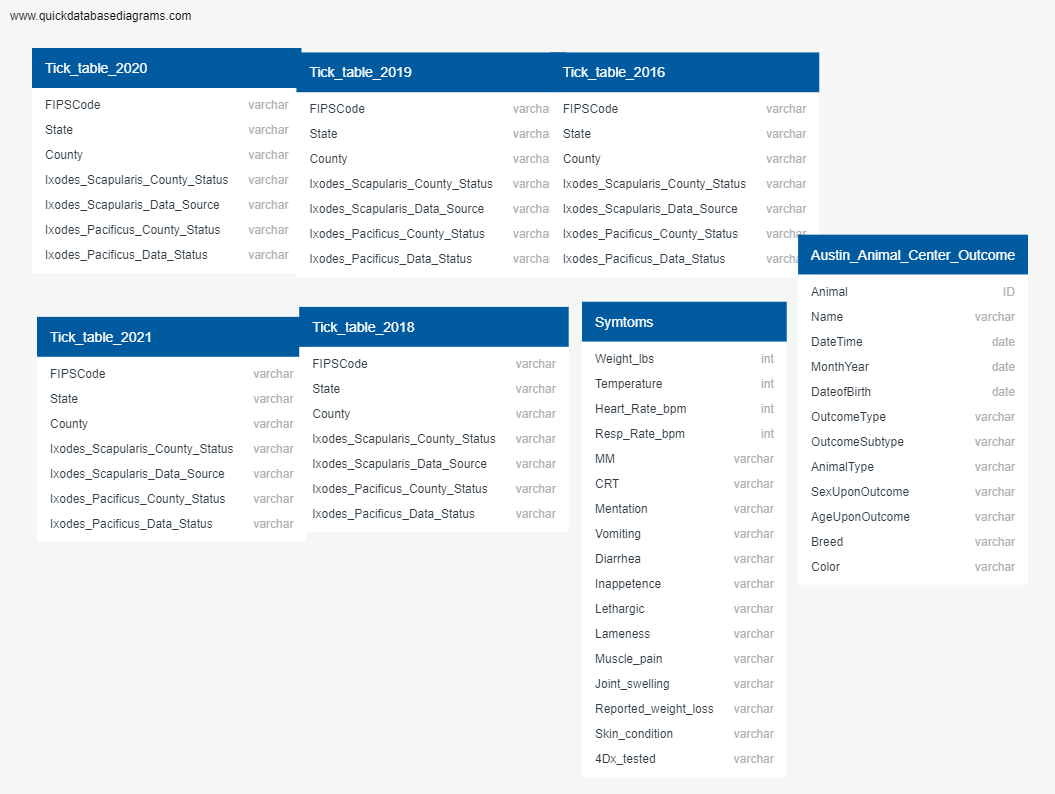 www.quickdatabasediagrams.com
Tick_table_2020
FIPSCode varchar
State varchar
County varchar
Ixodes_Scapularis_County_Status varchar
Ixodes_Scapularis_Data_Source varchar
Ixodes_Pacificus_County_Status varchar
Ixodes_Pacificus_Data_Status varchar
Tick_table_2019
FIPSCode varcha
State varcha
County varcha
Ixodes_Scapularis_County_Status varcha
Ixodes_Scapularis_Data_Source varcha
Ixodes_Pacificus_County_Status varcha
Ixodes_Pacificus_Data_Status varcha
Tick_table_2016
FIPSCode varchar
State varchar
County varchar
Ixodes_Scapularis_County_Status varchar
Ixodes_Scapularis_Data_Source varchar
Ixodes_Pacificus_County_Status varchar
Ixodes_Pacificus_Data_Status varcha
Austin_Animal_Center_Outcome
Animal ID
Name varchar
DateTime date
MonthYear date
DateofBirth date
OutcomeType varchar
OutcomeSubtype varchar
AnimalType varchar
SexUponOutcome varchar
AgeUponOutcome varchar
Breed varchar
Color varchar
Tick_table_2021
FIPSCode varchar
State varchar
County varchar
Ixodes_Scapularis_County_Status varchar
Ixodes_Scapularis_Data_Source varchar
Ixodes_Pacificus_County_Status varchar
Ixodes_Pacificus_Data_Status varchar
Tick_table_2018
FIPSCode varchar
State varchar
County varchar
Ixodes_Scapularis_County_Status varchar
Ixodes_Scapularis_Data_Source varchar
Ixodes_Pacificus_County_Status varchar
Ixodes_Pacificus_Data_Status varchar
Symtoms
Weight_lbs int
Temperature int
Heart_Rate_bpm int
Resp_Rate_bpm int
MM varchar
CRT varchar
Mentation varchar
Vomiting varchar
Diarrhea varchar
Inappetence varchar
Lethargic varchar
Lameness varchar
Muscle_pain varchar
Joint_swelling varchar
Reported_weight_loss varchar
Skin_condition varchar
4Dx_tested varchar